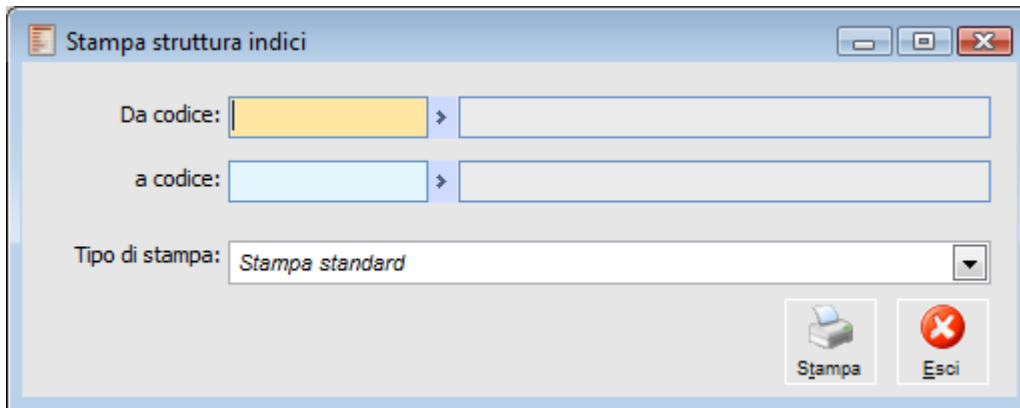 Stampa struttura indici
Da codice:
a codice:
Tipo di stampa: Stampa standard
Stampa Esci